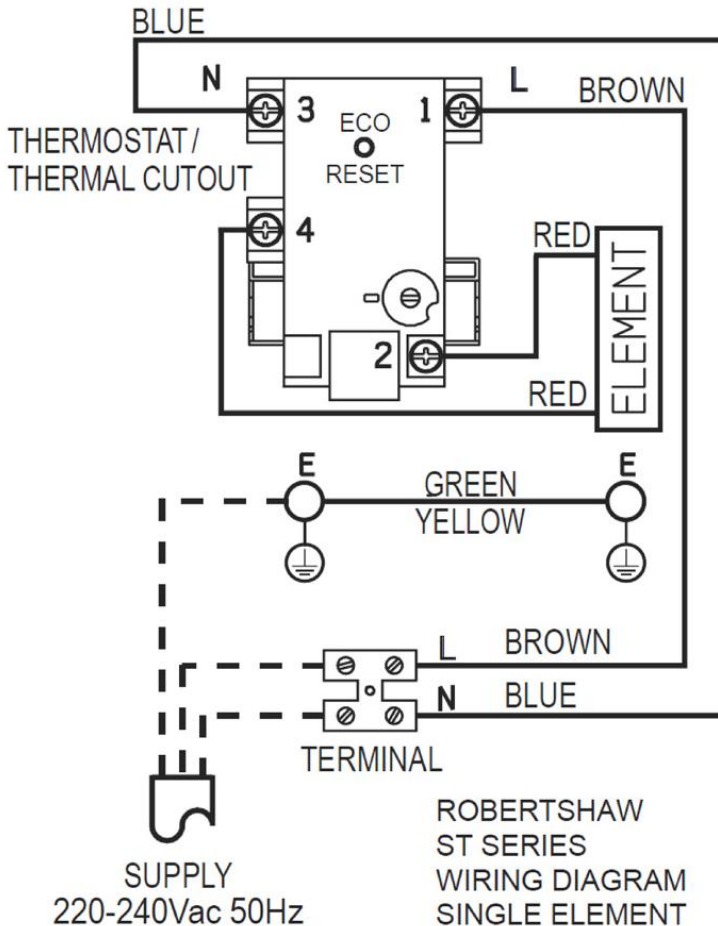 BLUE
N
L
BROWN
3
1
ECO
RESET
THERMOSTAT/
THERMAL CUTOUT
4
RED
ELEMENT
2
RED
E
E
GREEN
YELLOW
L
BROWN
N
BLUE
TERMINAL
SUPPLY
220-240Vac 50Hz
ROBERTSHAW
ST SERIES
WIRING DIAGRAM
SINGLE ELEMENT